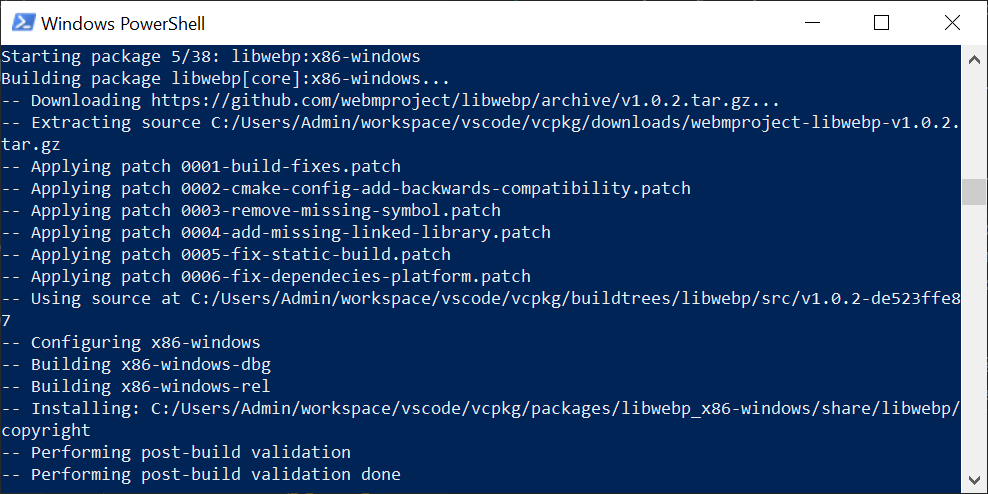 Windows PowerShell
Starting package 5/38: libwebp:x86-windows
Building package libwebp[core]:x86-windows...
-- Downloading https://github.com/webmproject/libwebp/archive/v1.0.2.tar.gz...
-- Extracting source C:/Users/Admin/workspace/vscode/vcpkg/downloads/webmproject-libwebp-v1.0.2.
tar.gz
-- Applying patch 0001-build-fixes.patch
-- Applying patch 0002-cmake-config-add-backwards-compatibility.patch
-- Applying patch 0003-remove-missing-symbol.patch
-- Applying patch 0004-add-missing-linked-library.patch
-- Applying patch 0005-fix-static-build.patch
-- Applying patch 0006-fix-dependecies-platform.patch
-- Using source at C:/Users/Admin/workspace/vscode/vcpkg/buildtrees/libwebp/src/v1.0.2-de523ffe8
7
-- Configuring x86-windows
-- Building x86-windows-dbg
-- Building x86-windows-rel
-- Installing: C:/Users/Admin/workspace/vscode/vcpkg/packages/libwebp_x86-windows/share/libwebp/
copyright
-- Performing post-build validation
-- Performing post-build validation done